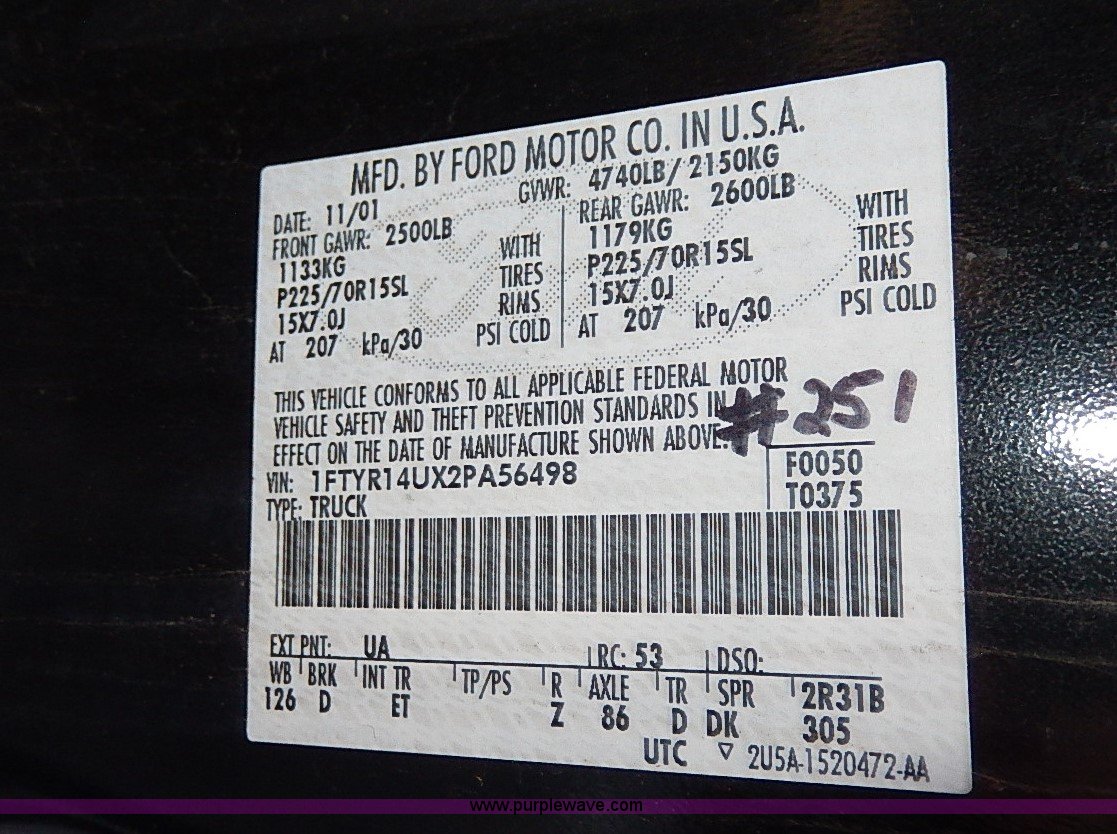 MFD. BY FORD MOTOR CO. IN U.S.A.
DATE: 11/01 GVWR: 4740LB/ 2150KG
FRONT GAWR: 2500LB REAR GAWR: 2600LB
1133KG WITH 1179KG WITH
P225/70R15SL TIRES P225/70R15SL TIRES
15X7.0J RIMS 15X7.0J RIMS
AT 207 kPa/30 PSI COLD AT 207 kPa/30 PSI COLD
THIS VEHICLE CONFORMS TO ALL APPLICABLE FEDERAL MOTOR
VEHICLE SAFETY AND THEFT PREVENTION STANDARDS IN
EFFECT ON THE DATE OF MANUFACTURE SHOWN ABOVE.
#251
VIN: 1FTYR14UX2PA56498 F0050
TYPE: TRUCK T0375
EXT PNT: UA RC: 53 DSO:
WB BRK INT TR TP/PS R AXLE TR SPR 2R31B
126 D ET Z 86 D DK 305
UTC ▽ 2U5A-1520472-AA
www.purplewave.com